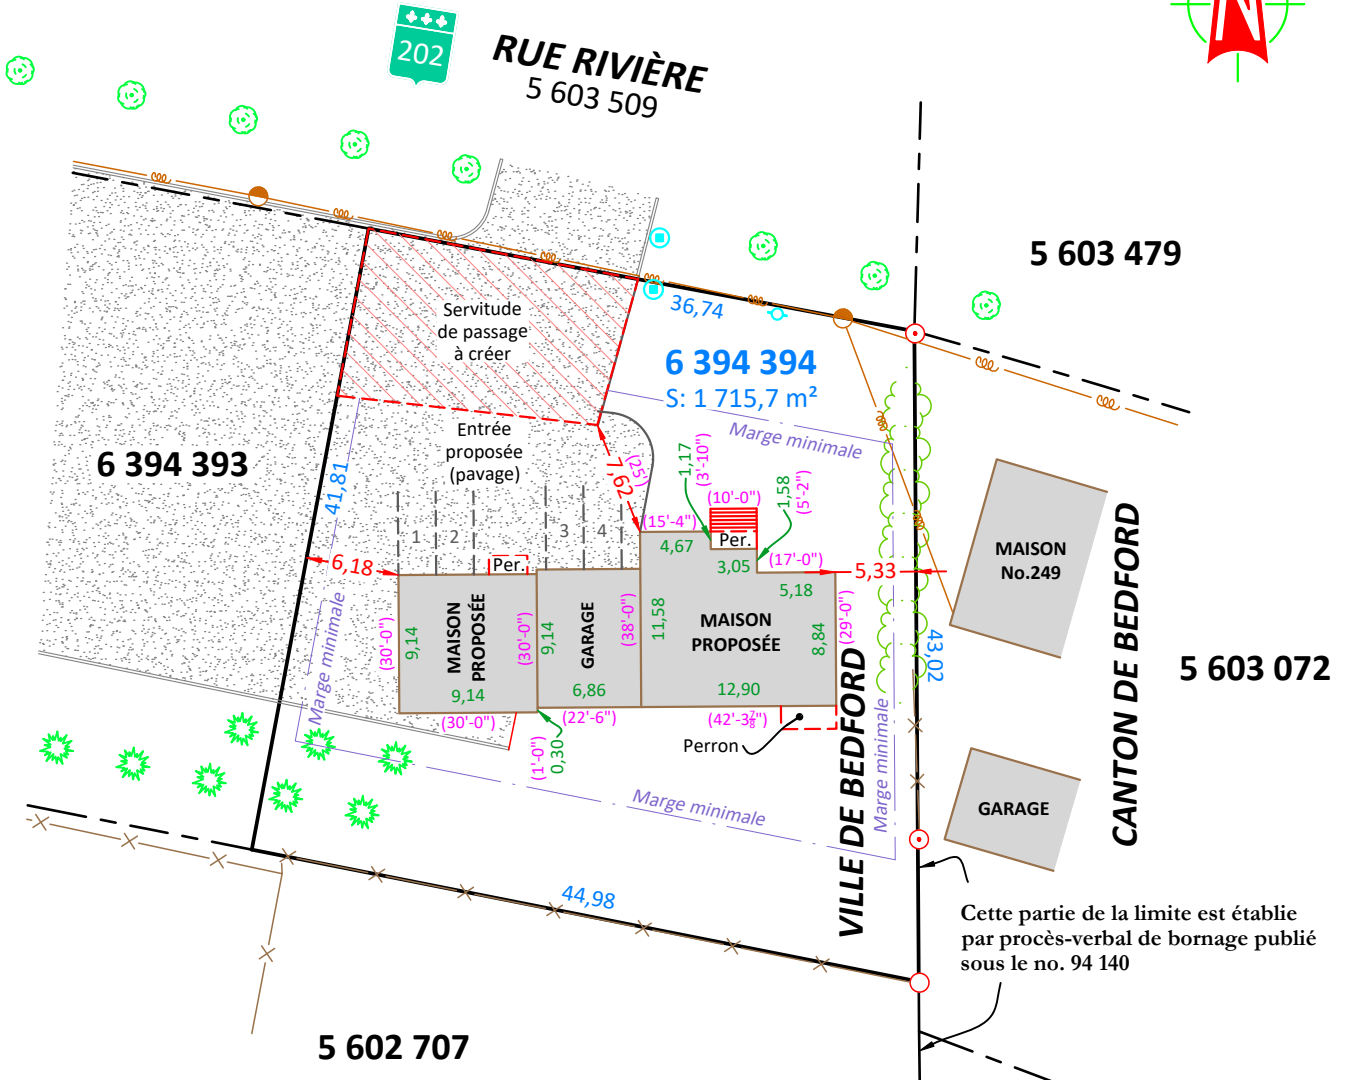 202
RUE RIVIÈRE
5 603 509
N
5 603 479
Servitude
de passage
à créer
36,74
6 394 394
S: 1 715,7 m²
Marge minimale
6 394 393
Entrée
proposée
(pavage)
41,81
7,62
(25')
1,17
(3'-10")
1,58
(5'-2")
(10'-0")
(15'-4")
4,67
Per.
3,05
(17'-0")
5,18
5,33
1
2
3
4
6,18
Per.
MAISON
No.249
Marge minimale
(30'-0")
9,14
MAISON
PROPOSÉE
9,14
(30'-0")
(30'-0")
9,14
GARAGE
6,86
(22'-6")
(38'-0")
11,58
MAISON
PROPOSÉE
12,90
(42'-3⅞")
8,84
(29'-0")
43,02
5 603 072
(1'-0")
0,30
Perron
Marge minimale
Marge minimale
VILLE DE BEDFORD
CANTON DE BEDFORD
GARAGE
44,98
Cette partie de la limite est établie
par procès-verbal de bornage publié
sous le no. 94 140
5 602 707